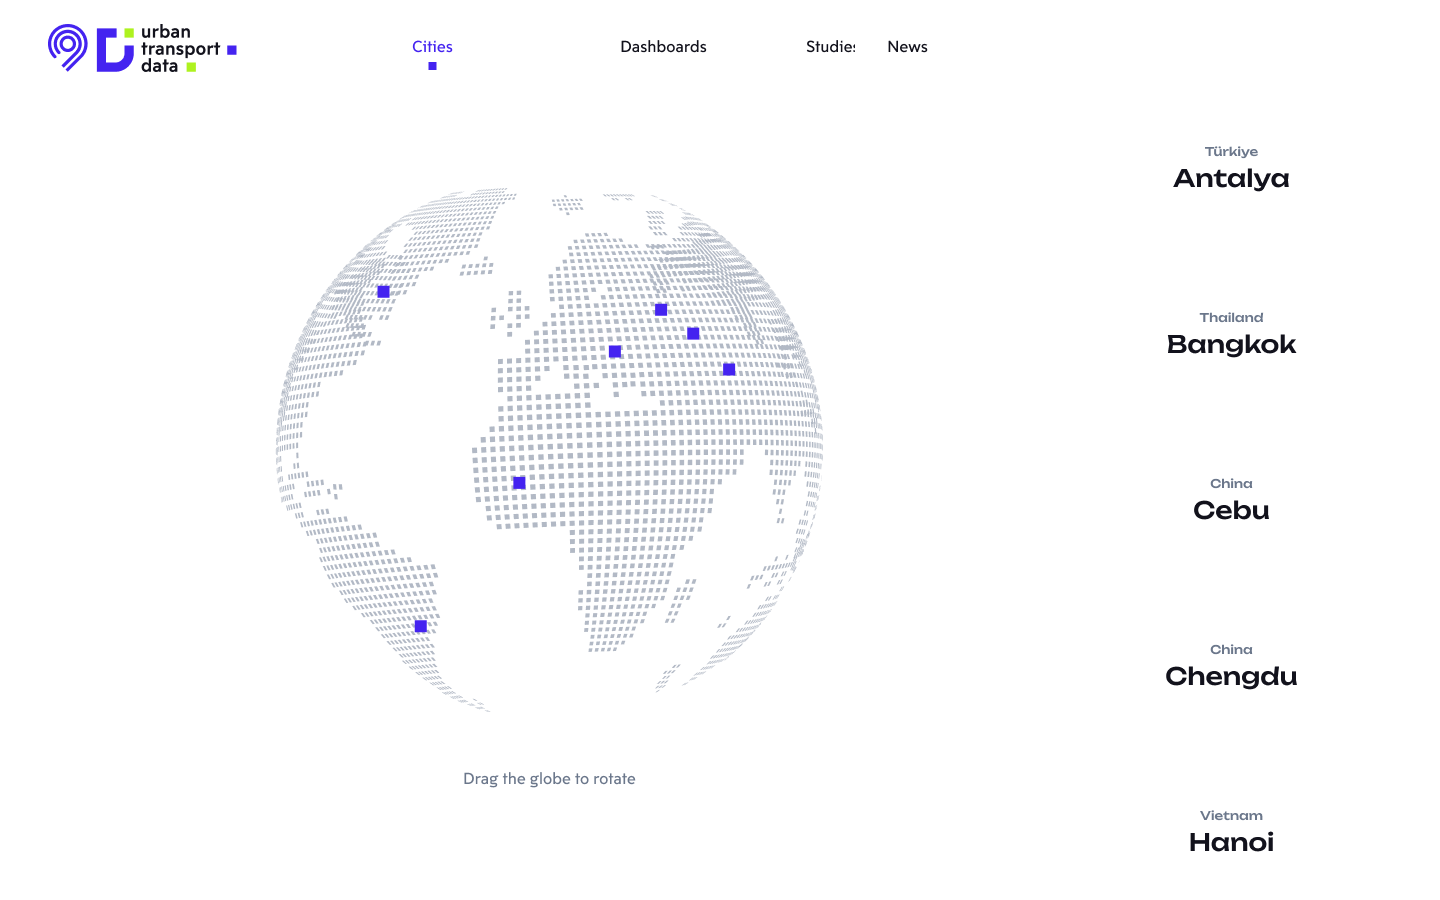 urban
transport
data
Cities
Dashboards
Studies
News
Türkiye
Antalya
Thailand
Bangkok
China
Cebu
China
Chengdu
Vietnam
Hanoi
Drag the globe to rotate